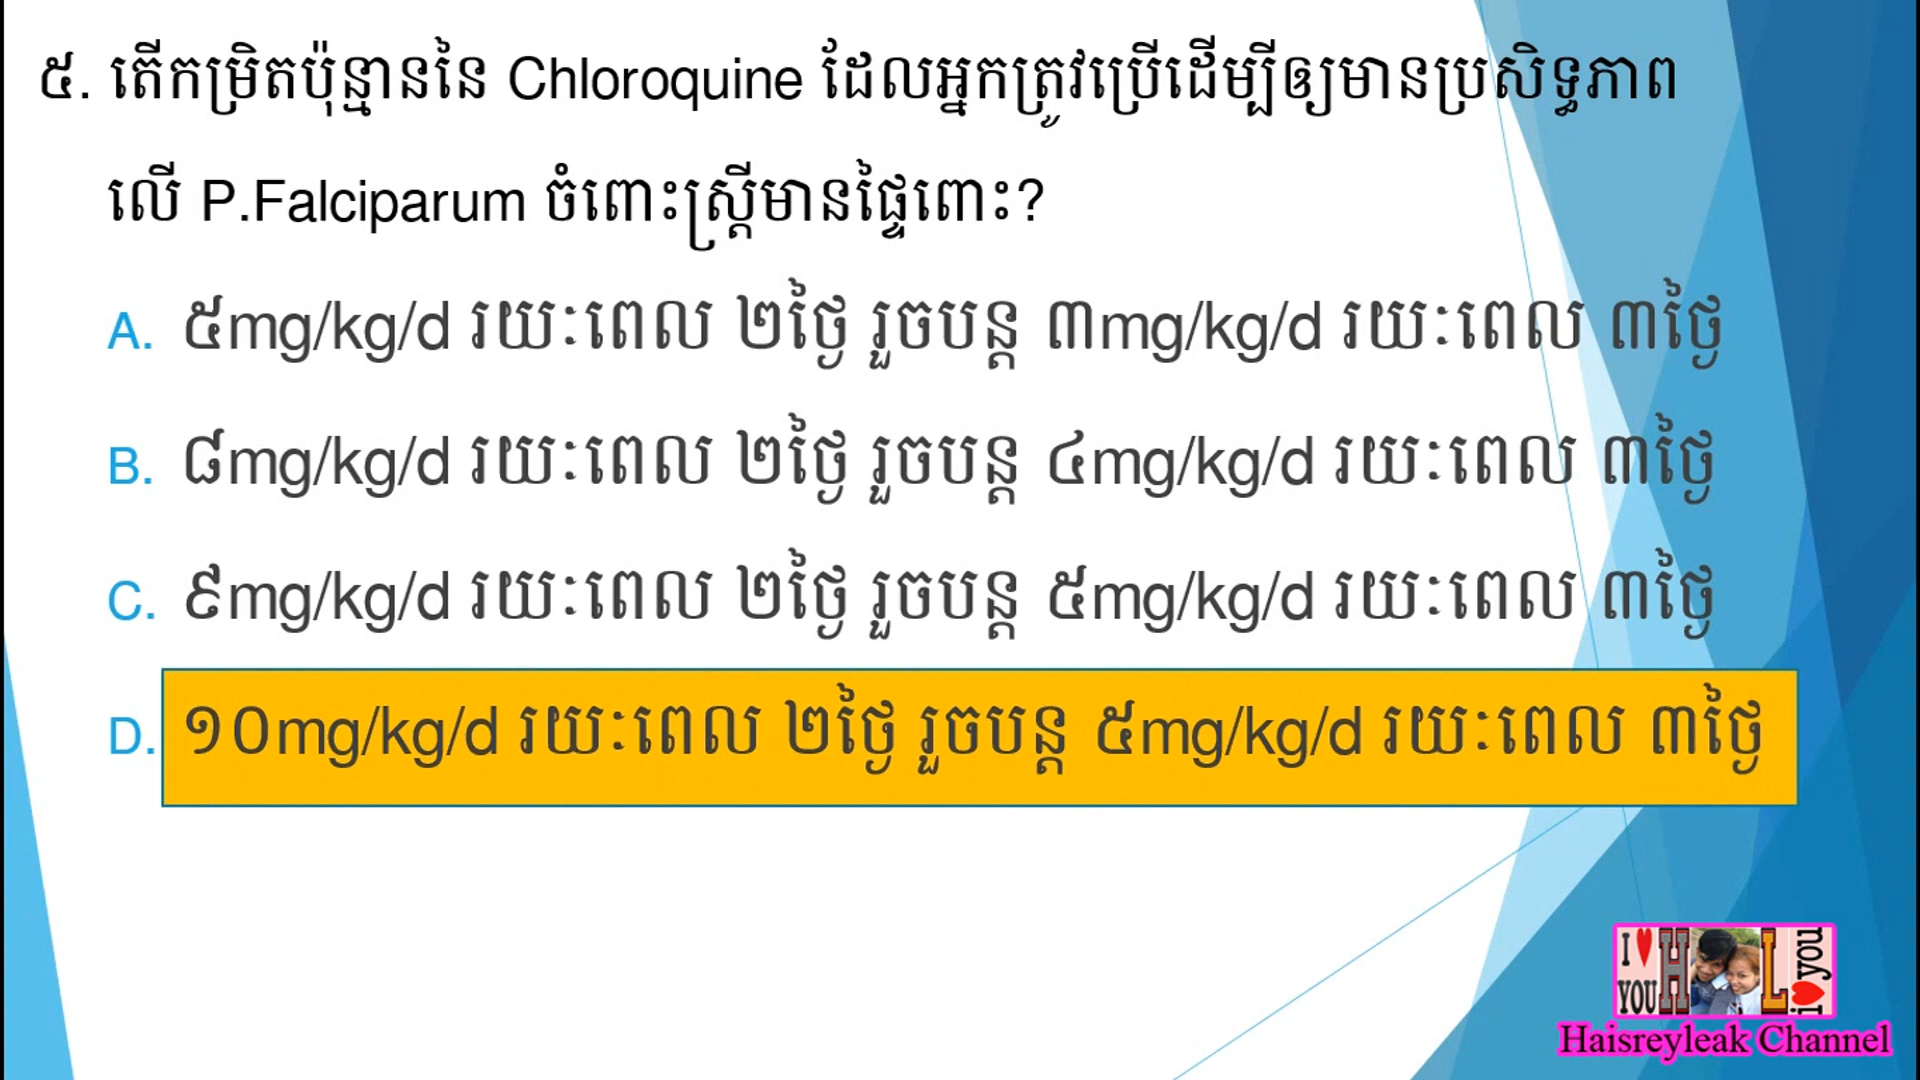 ៥. តើកម្រិតប៉ុន្មាននៃ Chloroquine ដែលអ្នកត្រូវប្រើដើម្បីឲ្យមានប្រសិទ្ធភាព
លើ P.Falciparum ចំពោះស្ត្រីមានផ្ទៃពោះ?
A. ៥mg/kg/d រយៈពេល ២ថ្ងៃ រួចបន្ត ៣mg/kg/d រយៈពេល ៣ថ្ងៃ
B. ៨mg/kg/d រយៈពេល ២ថ្ងៃ រួចបន្ត ៤mg/kg/d រយៈពេល ៣ថ្ងៃ
C. ៩mg/kg/d រយៈពេល ២ថ្ងៃ រួចបន្ត ៥mg/kg/d រយៈពេល ៣ថ្ងៃ
D. ១០mg/kg/d រយៈពេល ២ថ្ងៃ រួចបន្ត ៥mg/kg/d រយៈពេល ៣ថ្ងៃ
I ♥ YOU H L i ♥ you
Haisreyleak Channel